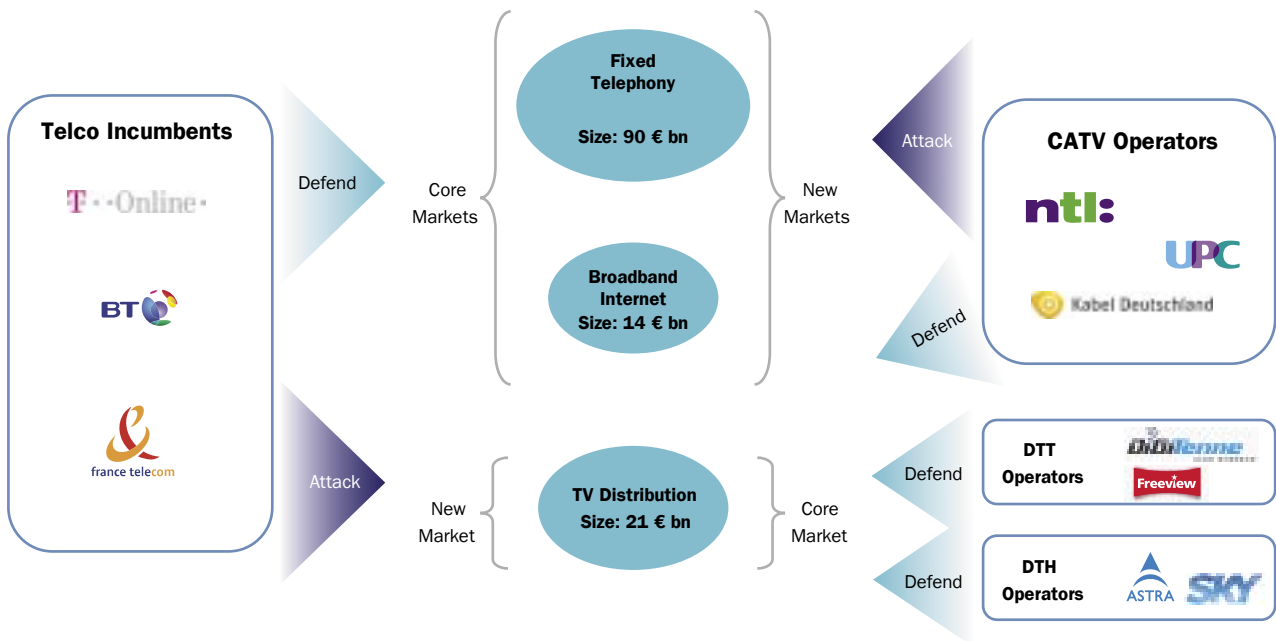 Telco Incumbents
T··Online·
BT
france telecom
Defend
Attack
Core
Markets
New
Market
Fixed
Telephony
Size: 90 € bn
Broadband
Internet
Size: 14 € bn
TV Distribution
Size: 21 € bn
New
Markets
Core
Market
Attack
Defend
Defend
Defend
CATV Operators
ntl:
UPC
Kabel Deutschland
DTT
Operators
Freeview
DTH
Operators
ASTRA
SKY